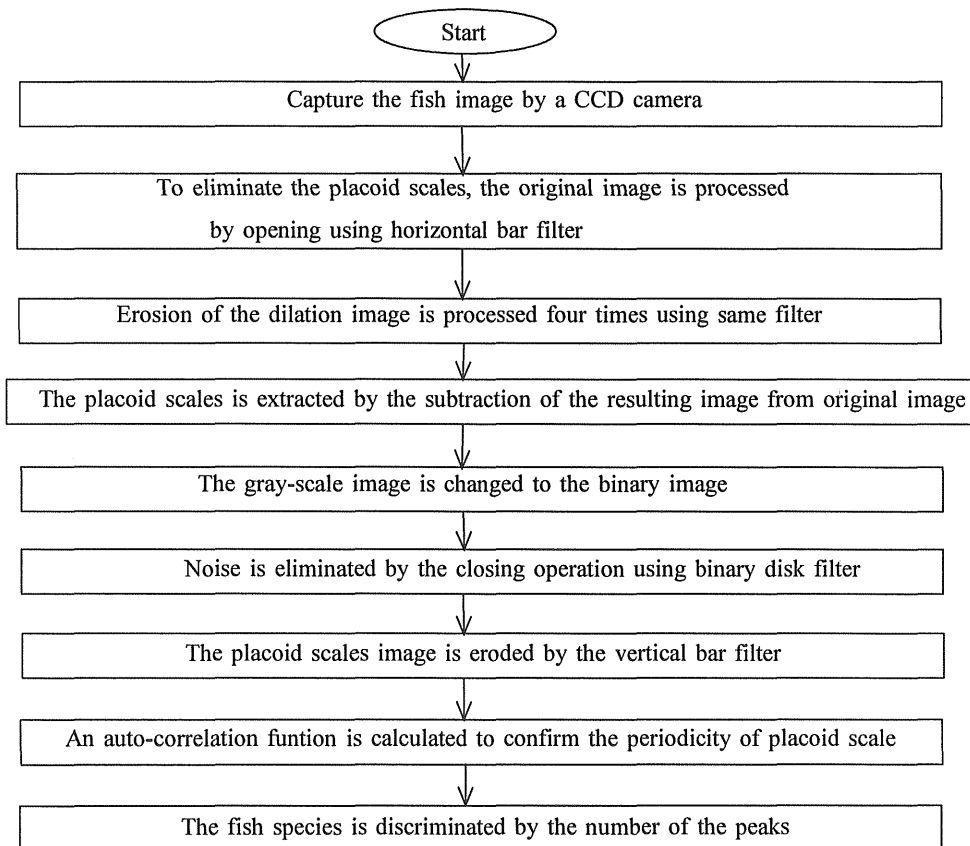 Start
Capture the fish image by a CCD camera
To eliminate the placoid scales, the original image is processed
by opening using horizontal bar filter
Erosion of the dilation image is processed four times using same filter
The placoid scales is extracted by the subtraction of the resulting image from original image
The gray-scale image is changed to the binary image
Noise is eliminated by the closing operation using binary disk filter
The placoid scales image is eroded by the vertical bar filter
An auto-correlation funtion is calculated to confirm the periodicity of placoid scale
The fish species is discriminated by the number of the peaks